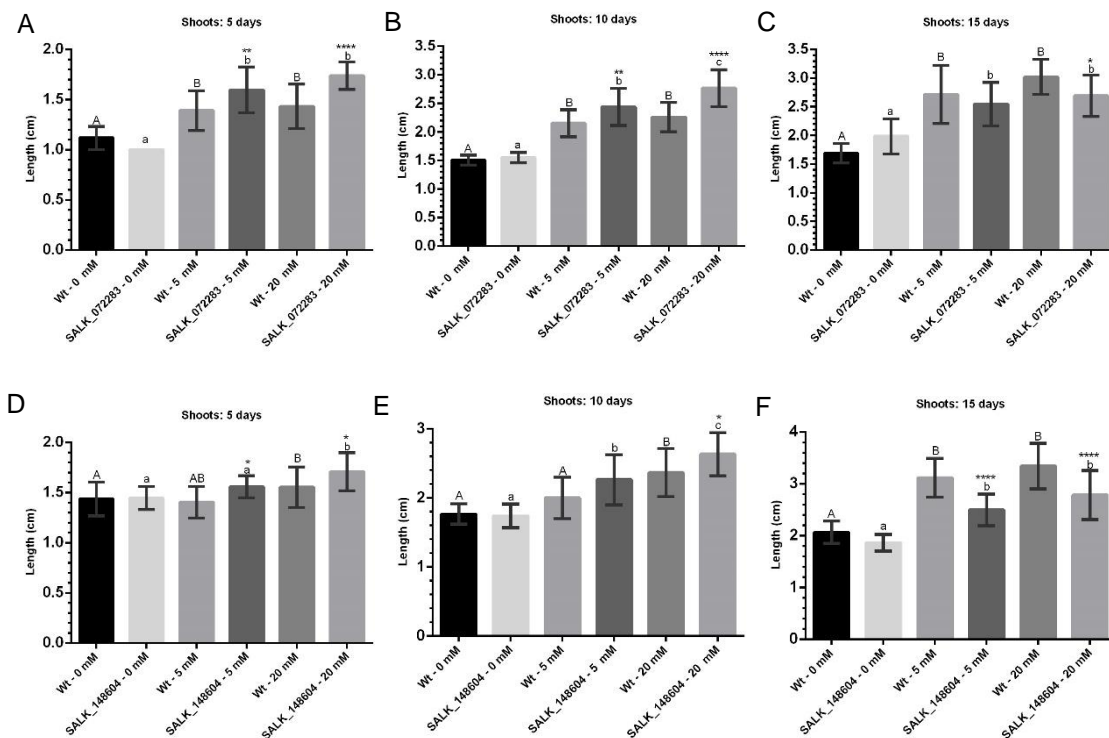 A
Shoots: 5 days
Length (cm)
2.0
1.5
1.0
0.5
0.0
A
a
B
**
b
B
****
b
Wt - 0 mM
SALK_072283 - 0 mM
Wt - 5 mM
SALK_072283 - 5 mM
Wt - 20 mM
SALK_072283 - 20 mM
B
Shoots: 10 days
Length (cm)
3.5
3.0
2.5
2.0
1.5
1.0
0.5
0.0
A
a
B
**
b
B
****
c
Wt - 0 mM
SALK_072283 - 0 mM
Wt - 5 mM
SALK_072283 - 5 mM
Wt - 20 mM
SALK_072283 - 20 mM
C
Shoots: 15 days
Length (cm)
3.5
3.0
2.5
2.0
1.5
1.0
0.5
0.0
A
a
B
b
B
*
b
Wt - 0 mM
SALK_072283 - 0 mM
Wt - 5 mM
SALK_072283 - 5 mM
Wt - 20 mM
SALK_072283 - 20 mM
D
Shoots: 5 days
Length (cm)
2.0
1.5
1.0
0.5
0.0
A
a
AB
*
a
B
*
b
Wt - 0 mM
SALK_148604 - 0 mM
Wt - 5 mM
SALK_148604 - 5 mM
Wt - 20 mM
SALK_148604 - 20 mM
E
Shoots: 10 days
Length (cm)
3
2
1
0
A
a
A
b
B
*
c
Wt - 0 mM
SALK_148604 - 0 mM
Wt - 5 mM
SALK_148604 - 5 mM
Wt - 20 mM
SALK_148604 - 20 mM
F
Shoots: 15 days
Length (cm)
4
3
2
1
0
A
a
B
****
b
B
****
b
Wt - 0 mM
SALK_148604 - 0 mM
Wt - 5 mM
SALK_148604 - 5 mM
Wt - 20 mM
SALK_148604 - 20 mM